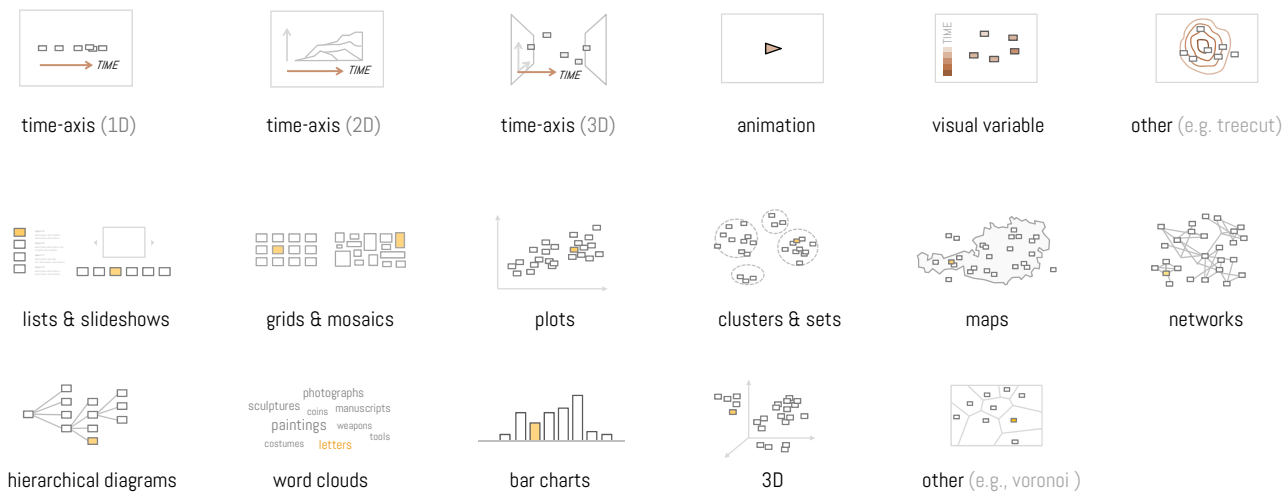 TIME
TIME
TIME
TIME
time-axis (1D)
time-axis (2D)
time-axis (3D)
animation
visual variable
other (e.g. treecut)
lists & slideshows
grids & mosaics
plots
clusters & sets
maps
networks
photographs
sculptures
coins
manuscripts
paintings
weapons
tools
costumes
letters
hierarchical diagrams
word clouds
bar charts
3D
other (e.g., voronoi )